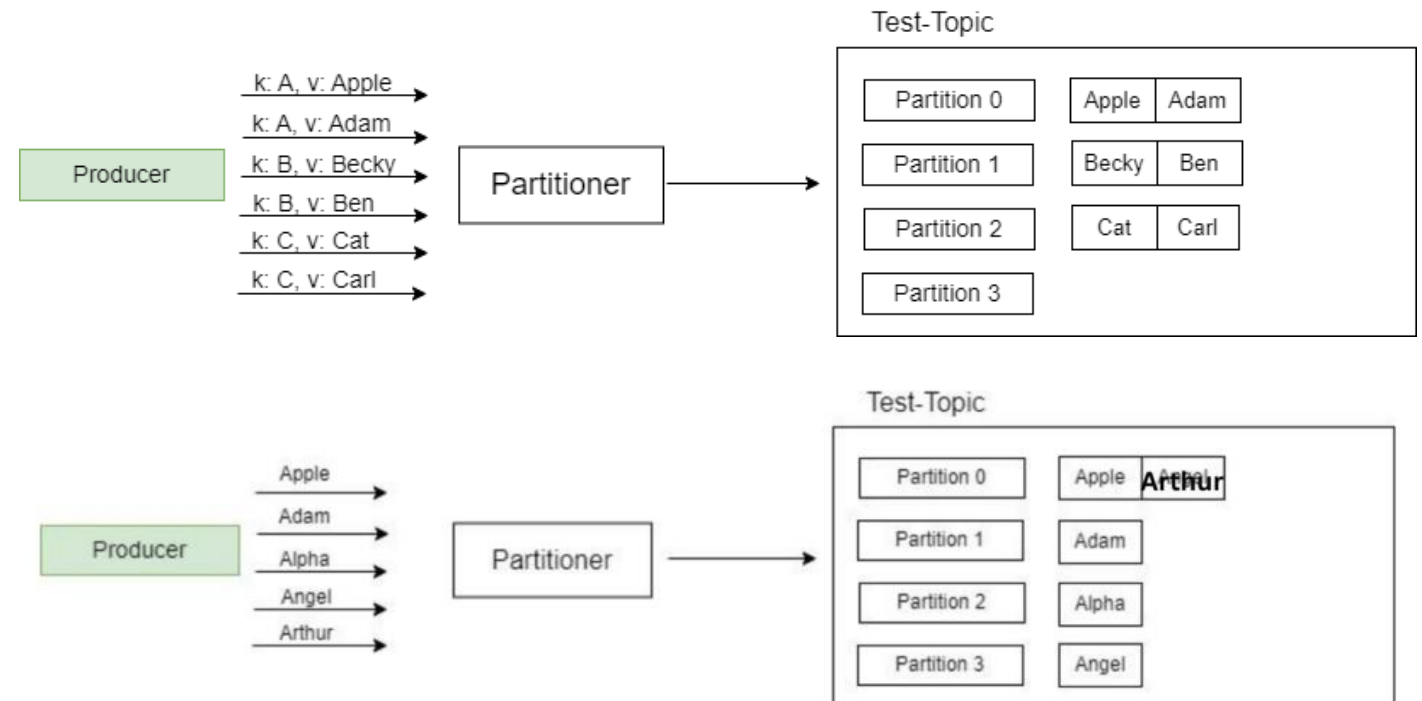 Test-Topic
k: A, v: Apple
k: A, v: Adam
k: B, v: Becky
k: B, v: Ben
k: C, v: Cat
k: C, v: Carl
Producer
Partitioner
Partition 0
Apple
Adam
Partition 1
Becky
Ben
Partition 2
Cat
Carl
Partition 3
Test-Topic
Apple
Adam
Alpha
Angel
Arthur
Producer
Partitioner
Partition 0
Apple
Arthur
Partition 1
Adam
Partition 2
Alpha
Partition 3
Angel